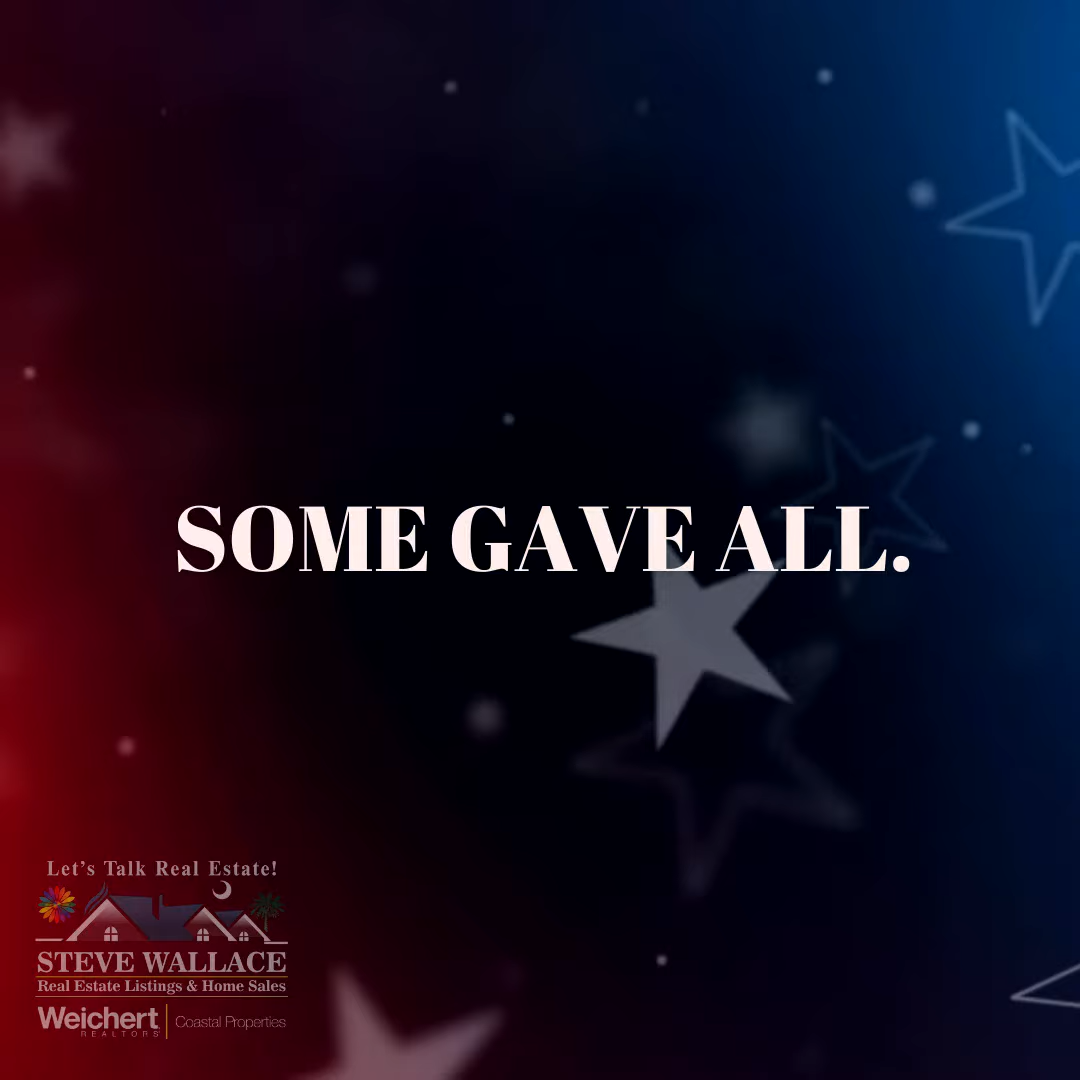 SOME GAVE ALL.
Let's Talk Real Estate!
STEVE WALLACE
Real Estate Listings & Home Sales
Weichert Coastal Properties
REALTORS